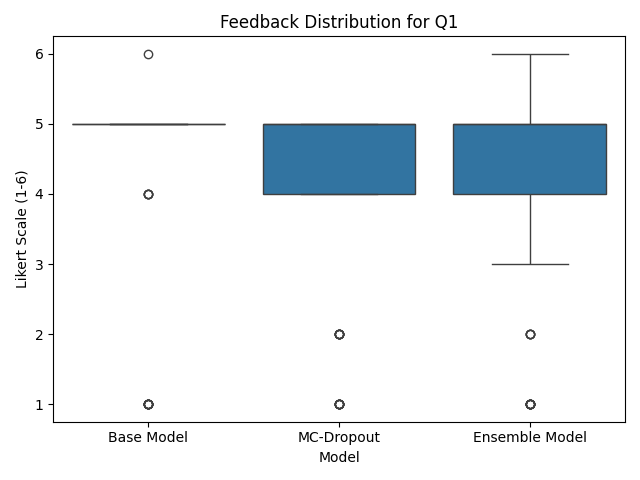 Feedback Distribution for Q1
Likert Scale (1-6)
6
5
4
3
2
1
Base Model
MC-Dropout
Ensemble Model
Model